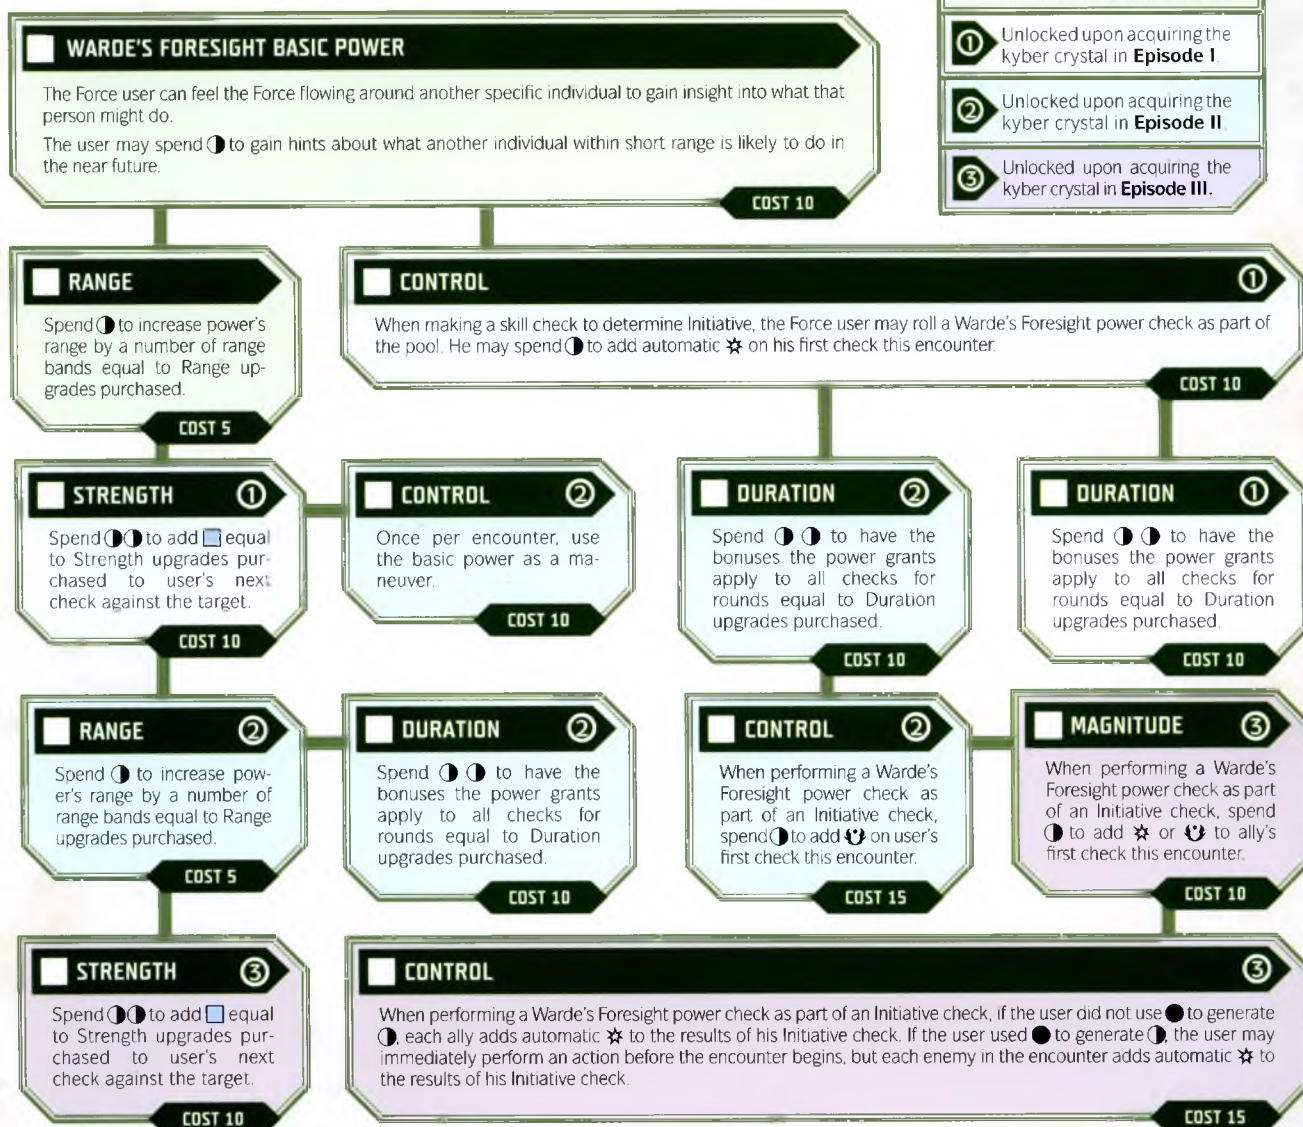 WARDE'S FORESIGHT BASIC POWER
The Force user can feel the Force flowing around another specific individual to gain insight into what that
person might do.
The user may spend ◑ to gain hints about what another individual within short range is likely to do in
the near future.
COST 10
① Unlocked upon acquiring the
kyber crystal in Episode I.
② Unlocked upon acquiring the
kyber crystal in Episode II.
③ Unlocked upon acquiring the
kyber crystal in Episode III.
RANGE
Spend ◑ to increase power's
range by a number of range
bands equal to Range up-
grades purchased.
COST 5
CONTROL ①
When making a skill check to determine Initiative, the Force user may roll a Warde's Foresight power check as part of
the pool. He may spend ◑ to add automatic on his first check this encounter.
COST 10
STRENGTH ①
Spend ◑◑ to add equal
to Strength upgrades pur-
chased to user's next
check against the target.
COST 10
CONTROL ②
Once per encounter, use
the basic power as a ma-
neuver.
COST 10
DURATION ②
Spend ◑ ◑ to have the
bonuses the power grants
apply to all checks for
rounds equal to Duration
upgrades purchased.
COST 10
DURATION ①
Spend ◑ ◑ to have the
bonuses the power grants
apply to all checks for
rounds equal to Duration
upgrades purchased.
COST 10
RANGE ②
Spend ◑ to increase pow-
er's range by a number of
range bands equal to Range
upgrades purchased.
COST 5
DURATION ②
Spend ◑ ◑ to have the
bonuses the power grants
apply to all checks for
rounds equal to Duration
upgrades purchased.
COST 10
CONTROL ②
When performing a Warde's
Foresight power check as
part of an Initiative check,
spend ◑ to add on user's
first check this encounter.
COST 15
MAGNITUDE ③
When performing a Warde's
Foresight power check as part
of an Initiative check, spend
◑ to add or to ally's
first check this encounter.
COST 10
STRENGTH ③
Spend ◑◑ to add equal
to Strength upgrades pur-
chased to user's next
check against the target.
COST 10
CONTROL ③
When performing a Warde's Foresight power check as part of an Initiative check, if the user did not use ● to generate
◑, each ally adds automatic to the results of his Initiative check. If the user used ● to generate ◑, the user may
immediately perform an action before the encounter begins, but each enemy in the encounter adds automatic to
the results of his Initiative check.
COST 15